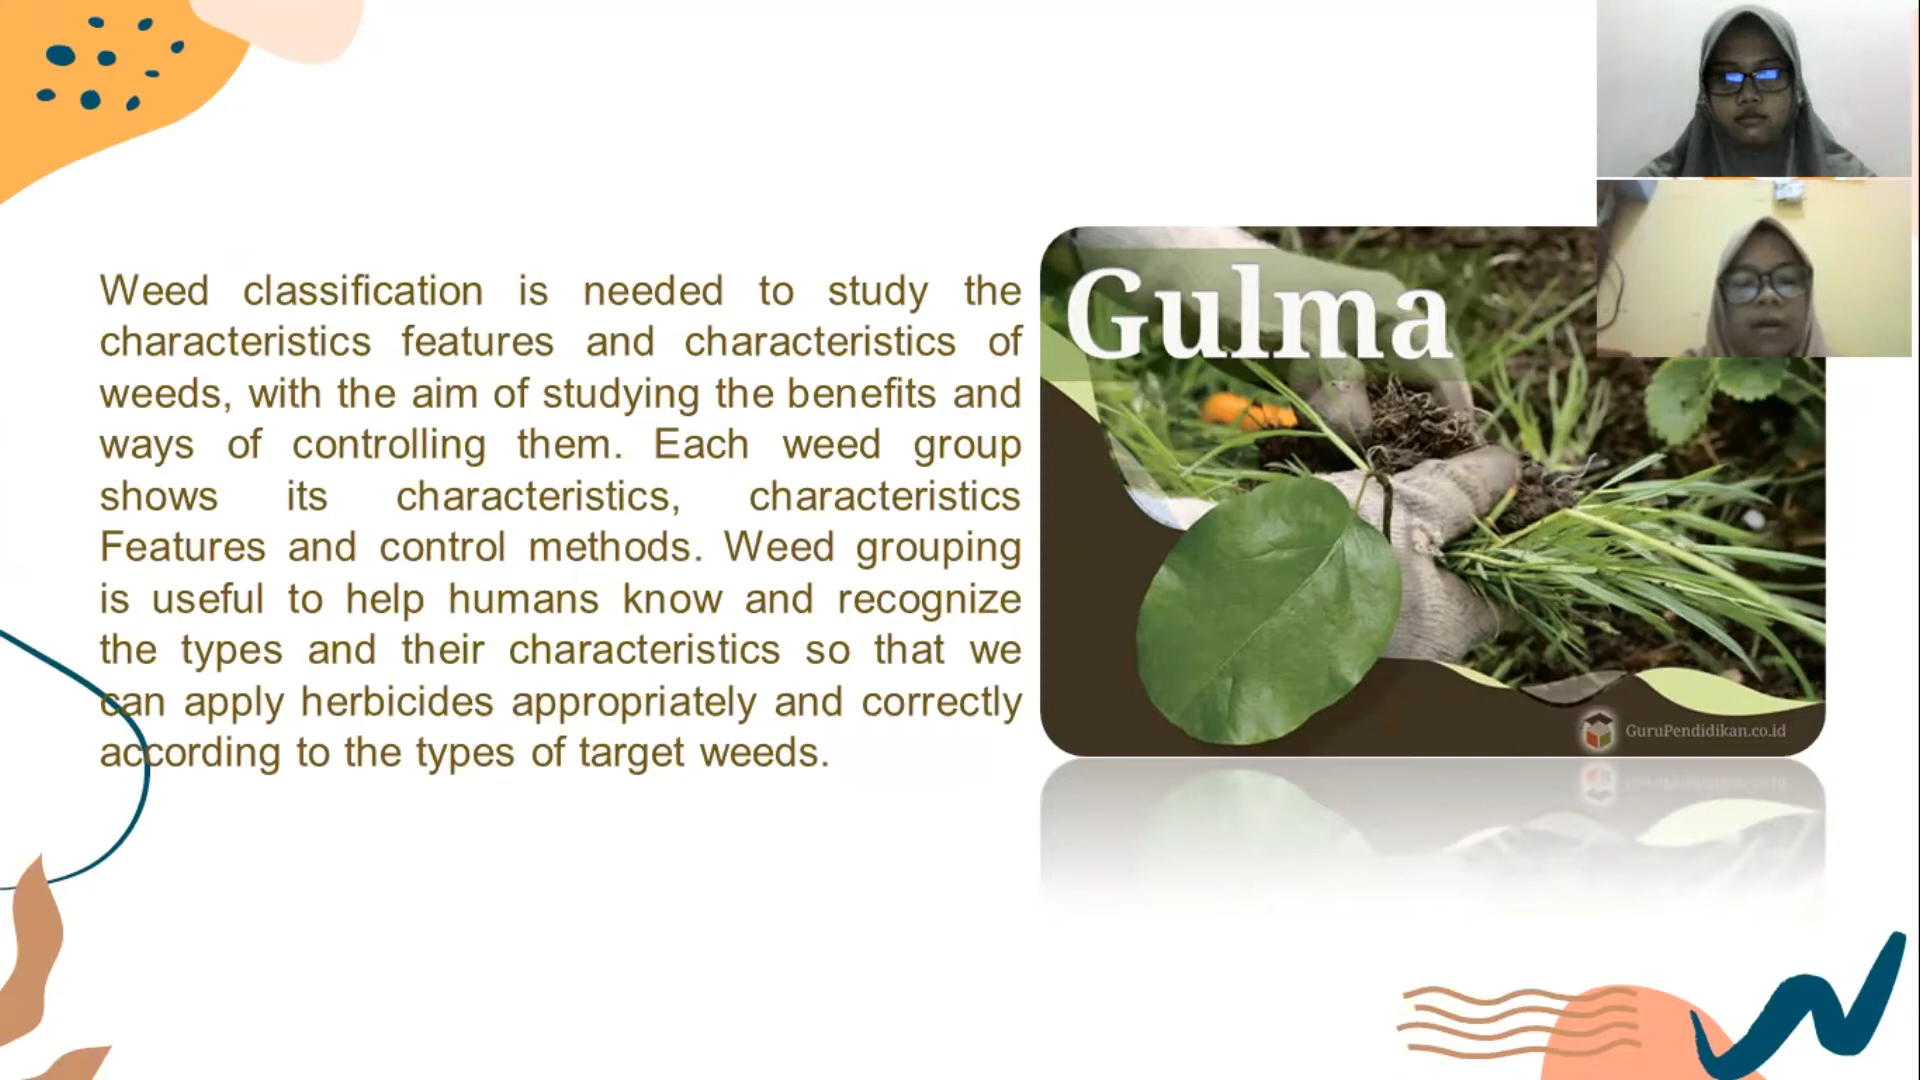 Weed classification is needed to study the
characteristics features and characteristics of
weeds, with the aim of studying the benefits and
ways of controlling them. Each weed group
shows its characteristics, characteristics
Features and control methods. Weed grouping
is useful to help humans know and recognize
the types and their characteristics so that we
can apply herbicides appropriately and correctly
according to the types of target weeds.
Gulma
GuruPendidikan.co.id